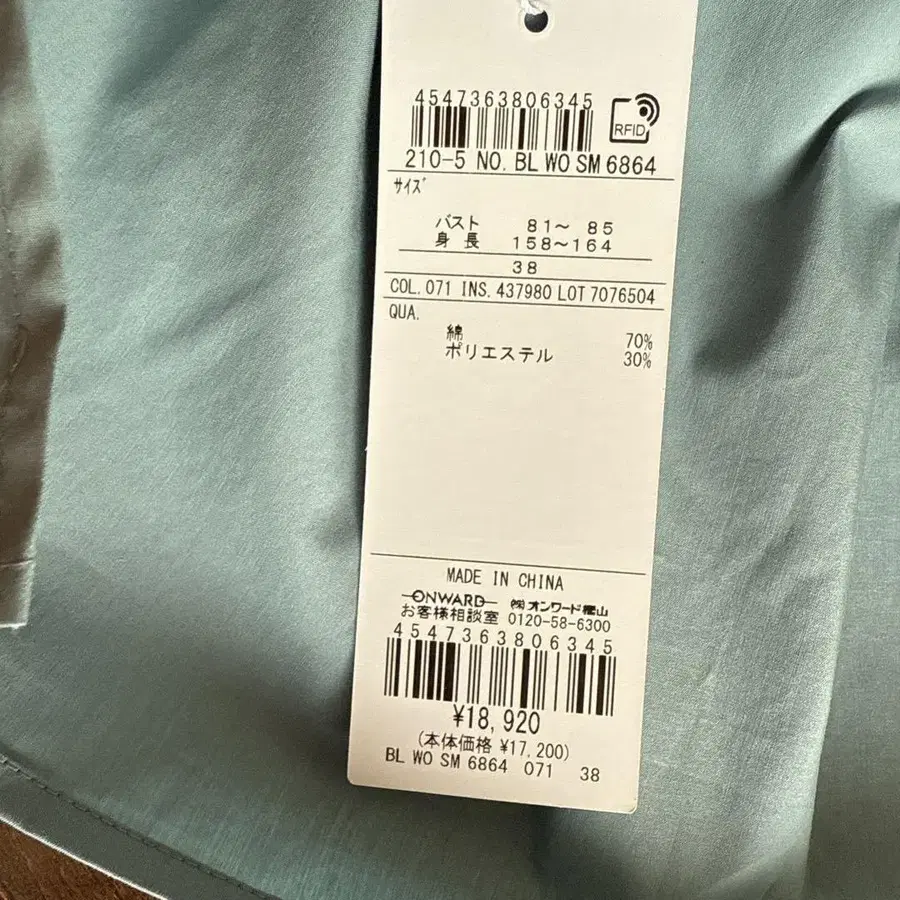 4547363806345
RFID
210-5 NO. BL WO SM 6864
サイズ
バスト 81～ 85
身 長 158～164
38
COL. 071 INS. 437980 LOT 7076504
QUA.
綿 70%
ポリエステル 30%
MADE IN CHINA
ONWARD ㈱オンワード樫山
お客様相談室 0120-58-6300
4547363806345
¥18,920
(本体価格 ¥17,200)
BL WO SM 6864 071 38